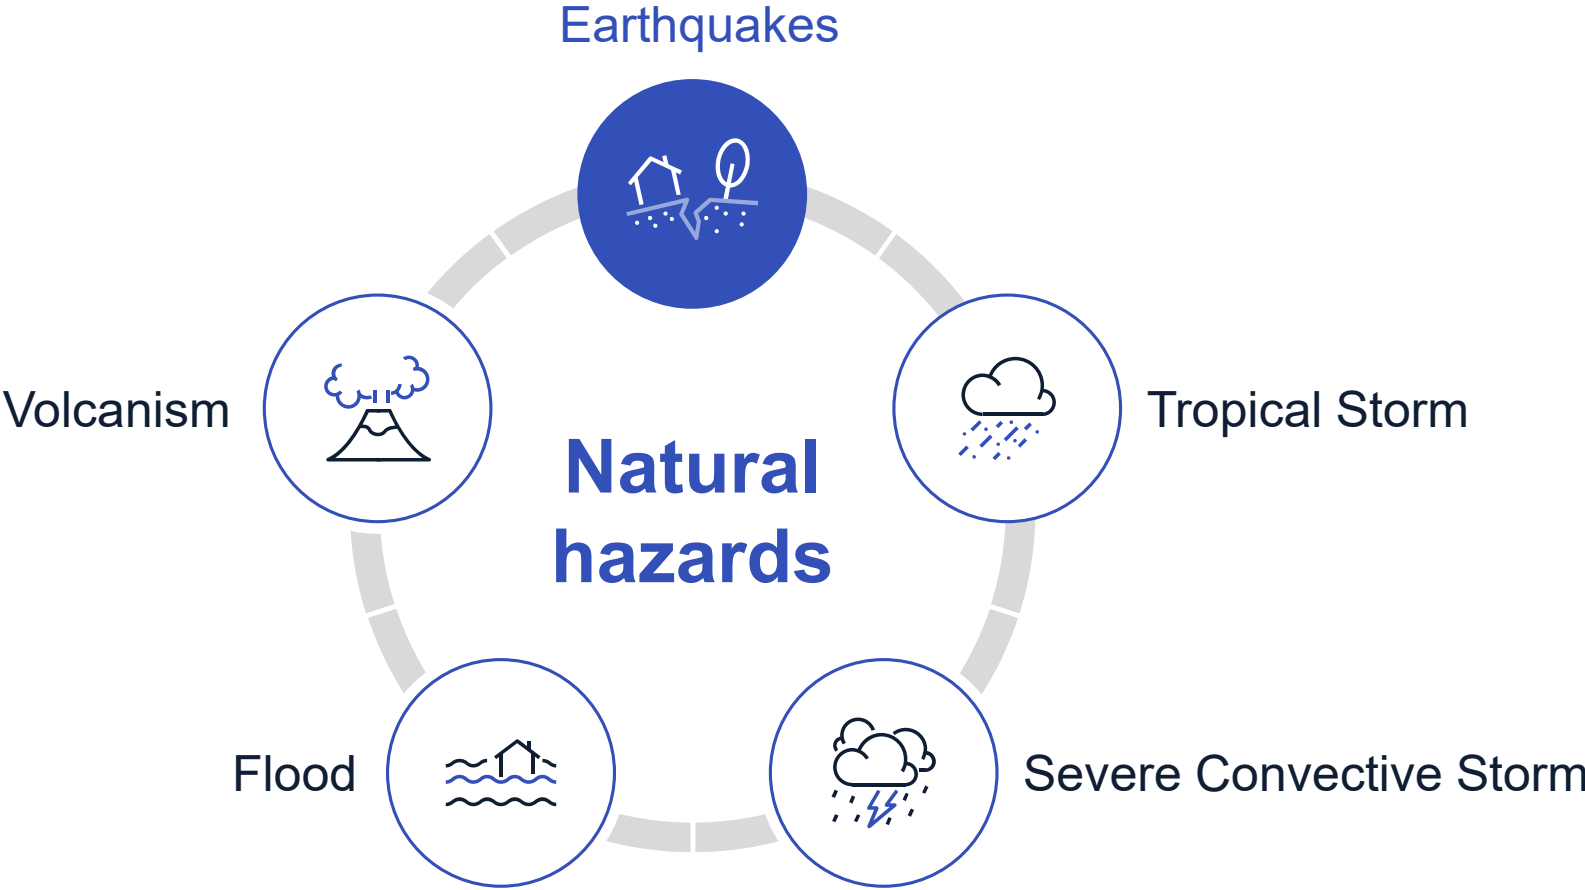 Earthquakes
Volcanism
Tropical Storm
Natural
hazards
Flood
Severe Convective Storm